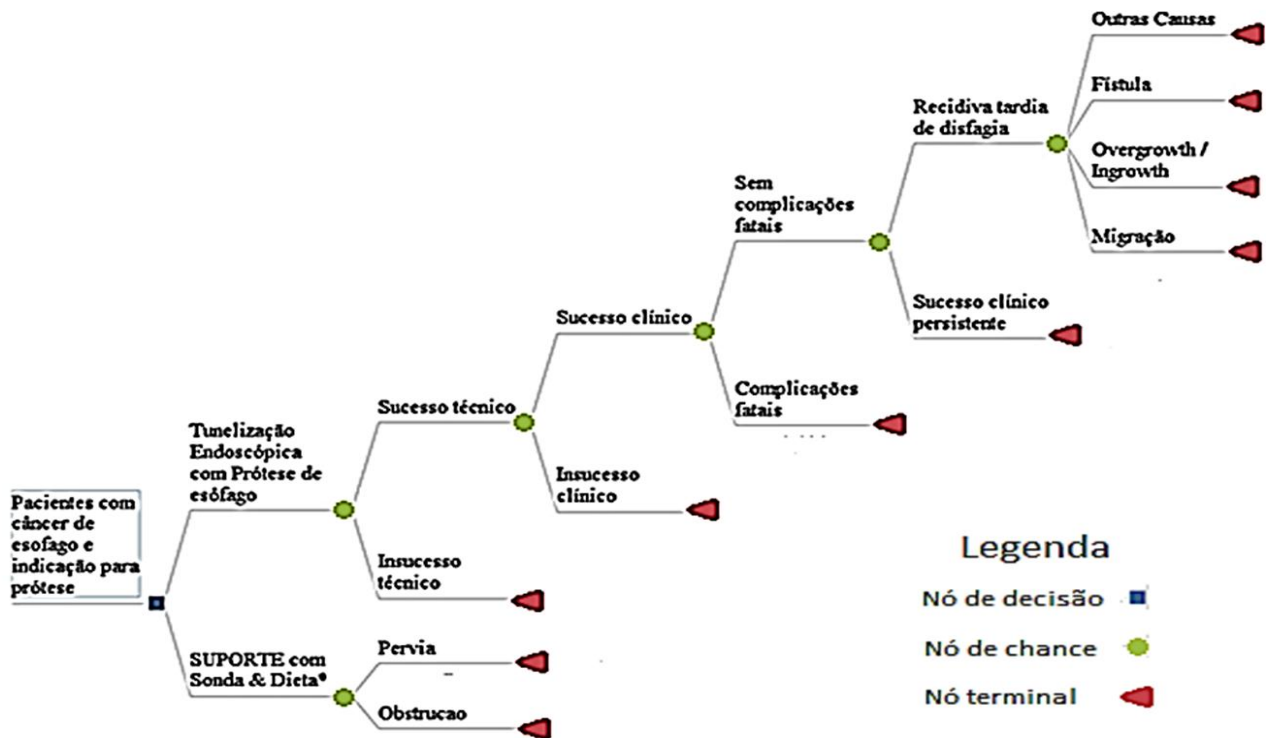 Outras Causas
Fístula
Recidiva tardia
de disfagia
Overgrowth /
Ingrowth
Sem
complicações
fatais
Migração
Sucesso clínico
persistente
Sucesso clínico
Complicações
fatais
Sucesso técnico
Tunelização
Endoscópica
com Prótese de
esôfago
Insucesso
clínico
Pacientes com
câncer de
esofago e
indicação para
prótese
Insucesso
técnico
SUPORTE com
Sonda & Dieta*
Pervia
Obstrucao
Legenda
Nó de decisão
Nó de chance
Nó terminal